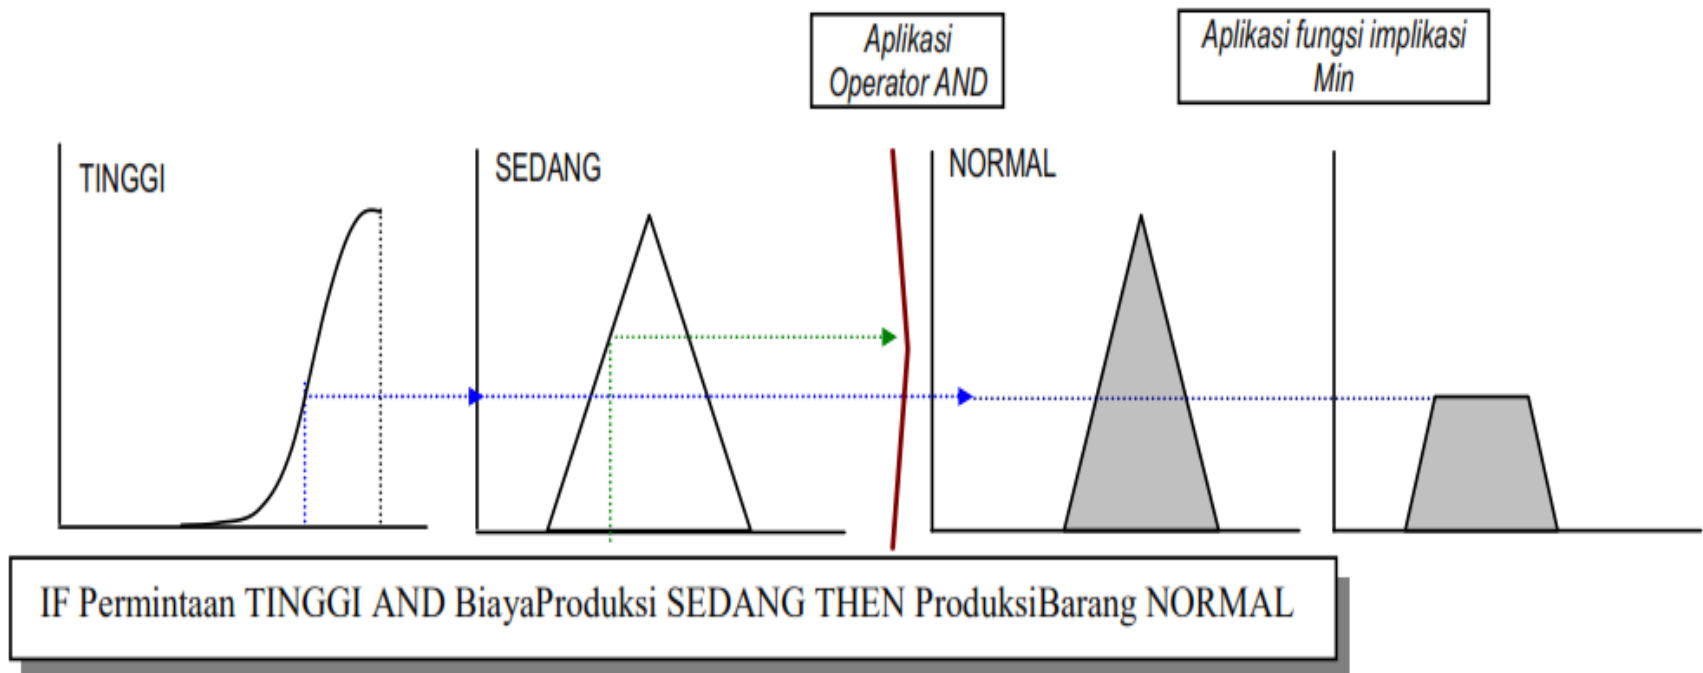 Aplikasi
Operator AND
Aplikasi fungsi implikasi
Min
TINGGI
SEDANG
NORMAL
IF Permintaan TINGGI AND BiayaProduksi SEDANG THEN ProduksiBarang NORMAL